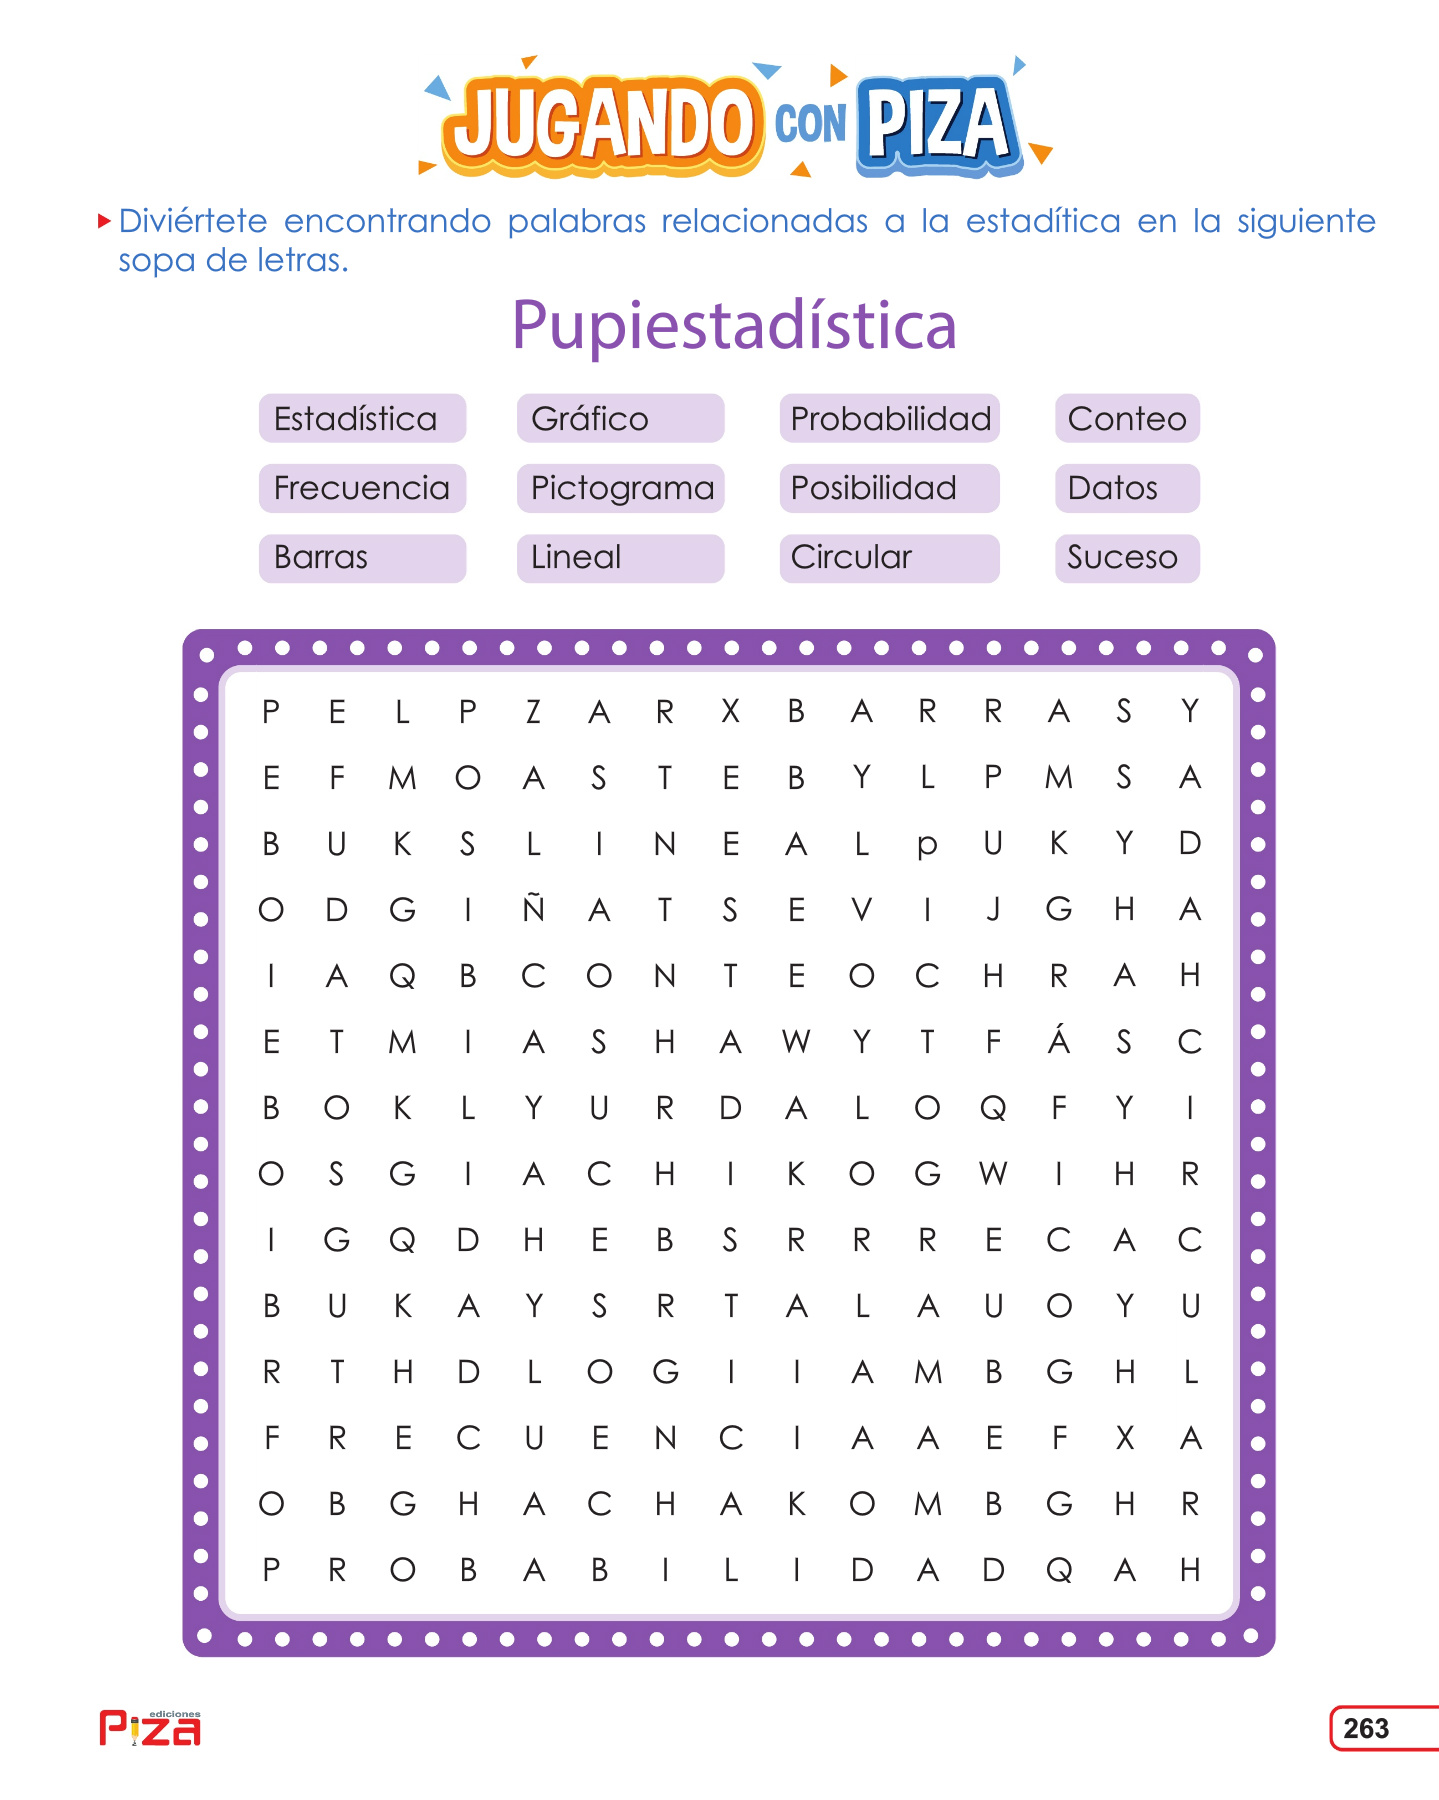 JUGANDO CON PIZA
Diviértete encontrando palabras relacionadas a la estadítica en la siguiente
sopa de letras.
Pupiestadística
Estadística Gráfico Probabilidad Conteo
Frecuencia Pictograma Posibilidad Datos
Barras Lineal Circular Suceso
P E L P Z A R X B A R R A S Y
E F M O A S T E B Y L P M S A
B U K S L I N E A L p U K Y D
O D G I Ñ A T S E V I J G H A
I A Q B C O N T E O C H R A H
E T M I A S H A W Y T F Á S C
B O K L Y U R D A L O Q F Y I
O S G I A C H I K O G W I H R
I G Q D H E B S R R R E C A C
B U K A Y S R T A L A U O Y U
R T H D L O G I I A M B G H L
F R E C U E N C I A A E F X A
O B G H A C H A K O M B G H R
P R O B A B I L I D A D Q A H
ediciones
Piza
263